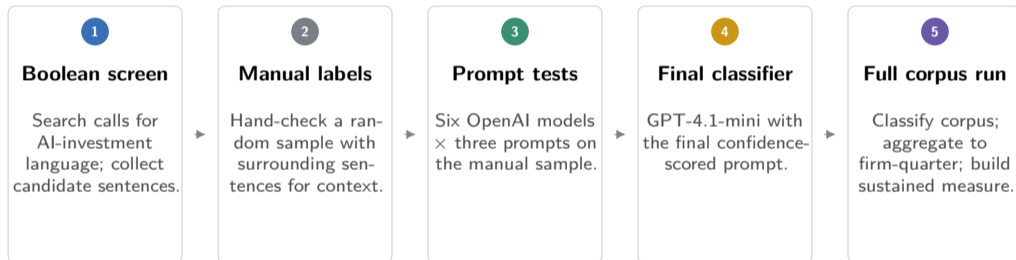 1
Boolean screen
Search calls for
AI-investment
language; collect
candidate sentences.
2
Manual labels
Hand-check a ran-
dom sample with
surrounding sen-
tences for context.
3
Prompt tests
Six OpenAI models
× three prompts on
the manual sample.
4
Final classifier
GPT-4.1-mini with
the final confidence-
scored prompt.
5
Full corpus run
Classify corpus;
aggregate to
firm-quarter; build
sustained measure.